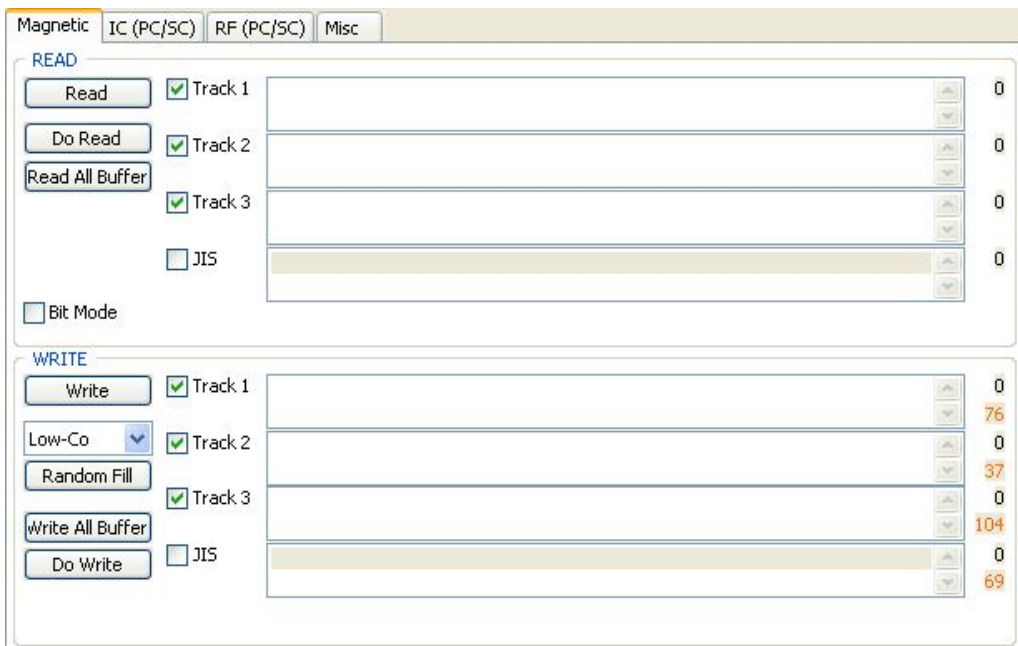 Magnetic IC (PC/SC) RF (PC/SC) Misc
READ
Read Track 1 0
Do Read Track 2 0
Read All Buffer
Track 3 0
JIS 0
Bit Mode
WRITE
Write Track 1 0
76
Low-Co Track 2 0
Random Fill 37
Track 3 0
Write All Buffer 104
Do Write JIS 0
69